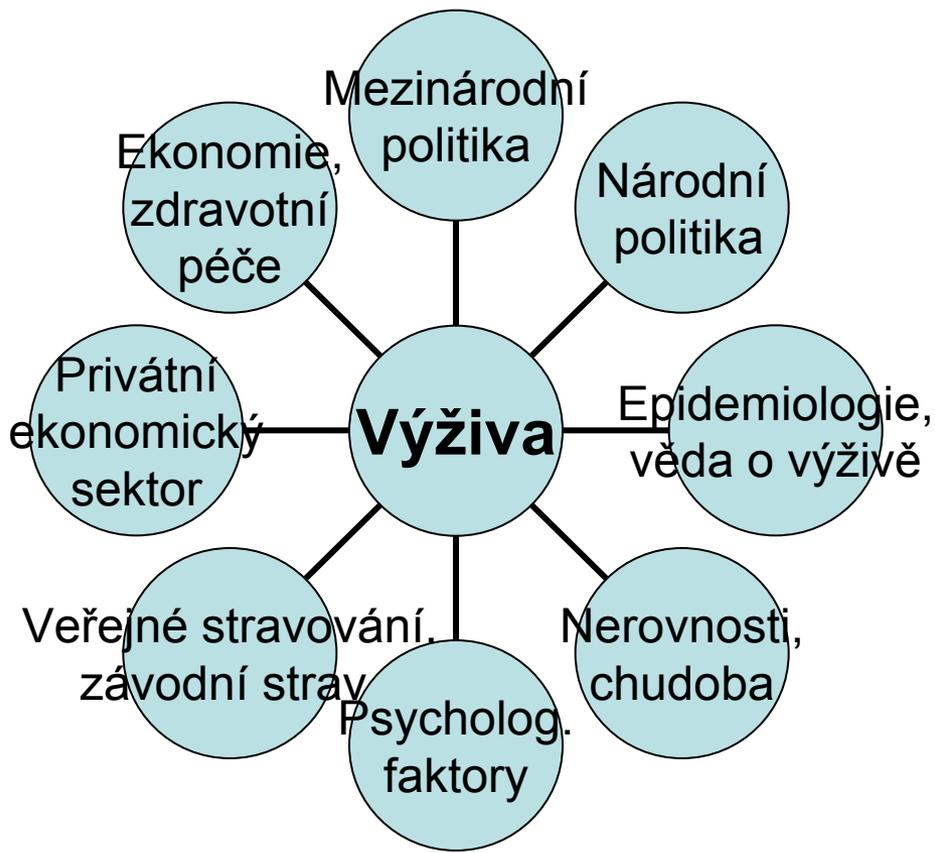 Mezinárodní
politika
Národní
politika
Epidemiologie,
věda o výživě
Nerovnosti,
chudoba
Psycholog.
faktory
Veřejné stravování,
závodní strav
Privátní
ekonomický
sektor
Ekonomie,
zdravotní
péče
Výživa